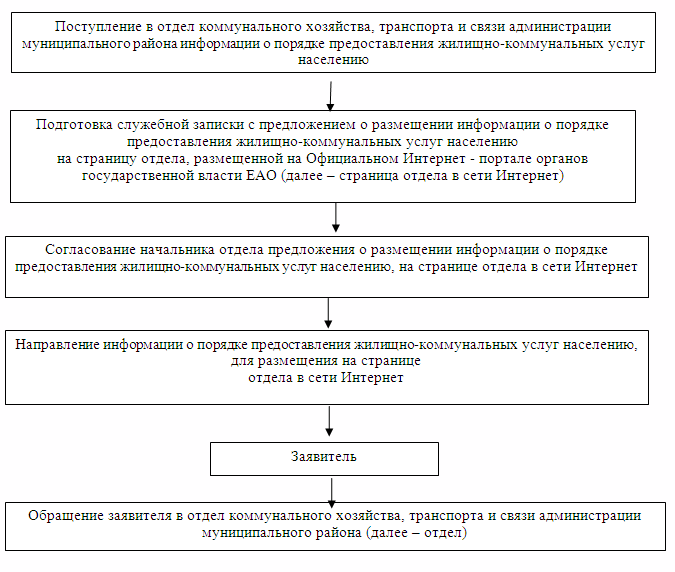 Поступление в отдел коммунального хозяйства, транспорта и связи администрации
муниципального района информации о порядке предоставления жилищно-коммунальных услуг
населению
Подготовка служебной записки с предложением о размещении информации о порядке
предоставления жилищно-коммунальных услуг населению
на страницу отдела, размещенной на Официальном Интернет - портале органов
государственной власти ЕАО (далее – страница отдела в сети Интернет)
Согласование начальника отдела предложения о размещении информации о порядке
предоставления жилищно-коммунальных услуг населению, на странице отдела в сети Интернет
Направление информации о порядке предоставления жилищно-коммунальных услуг населению,
для размещения на странице
отдела в сети Интернет
Заявитель
Обращение заявителя в отдел коммунального хозяйства, транспорта и связи администрации
муниципального района (далее – отдел)